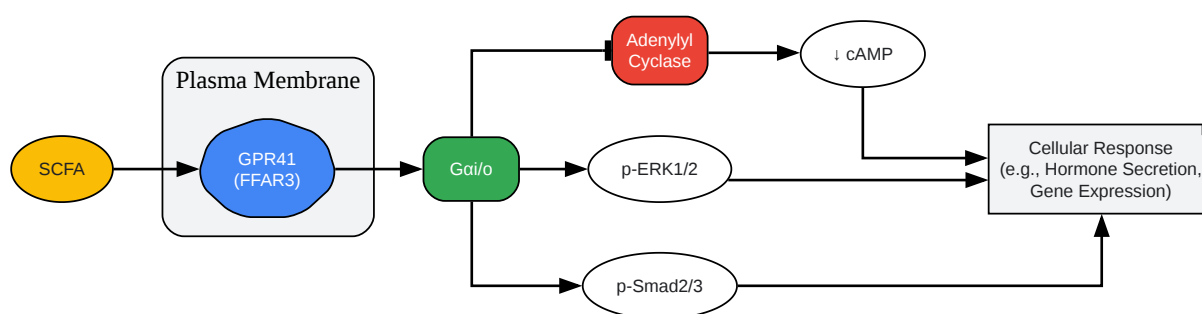 Plasma Membrane
SCFA
GPR41
(FFAR3)
Gαi/o
Adenylyl
Cyclase
↓ cAMP
p-ERK1/2
p-Smad2/3
Cellular Response
(e.g., Hormone Secretion,
Gene Expression)